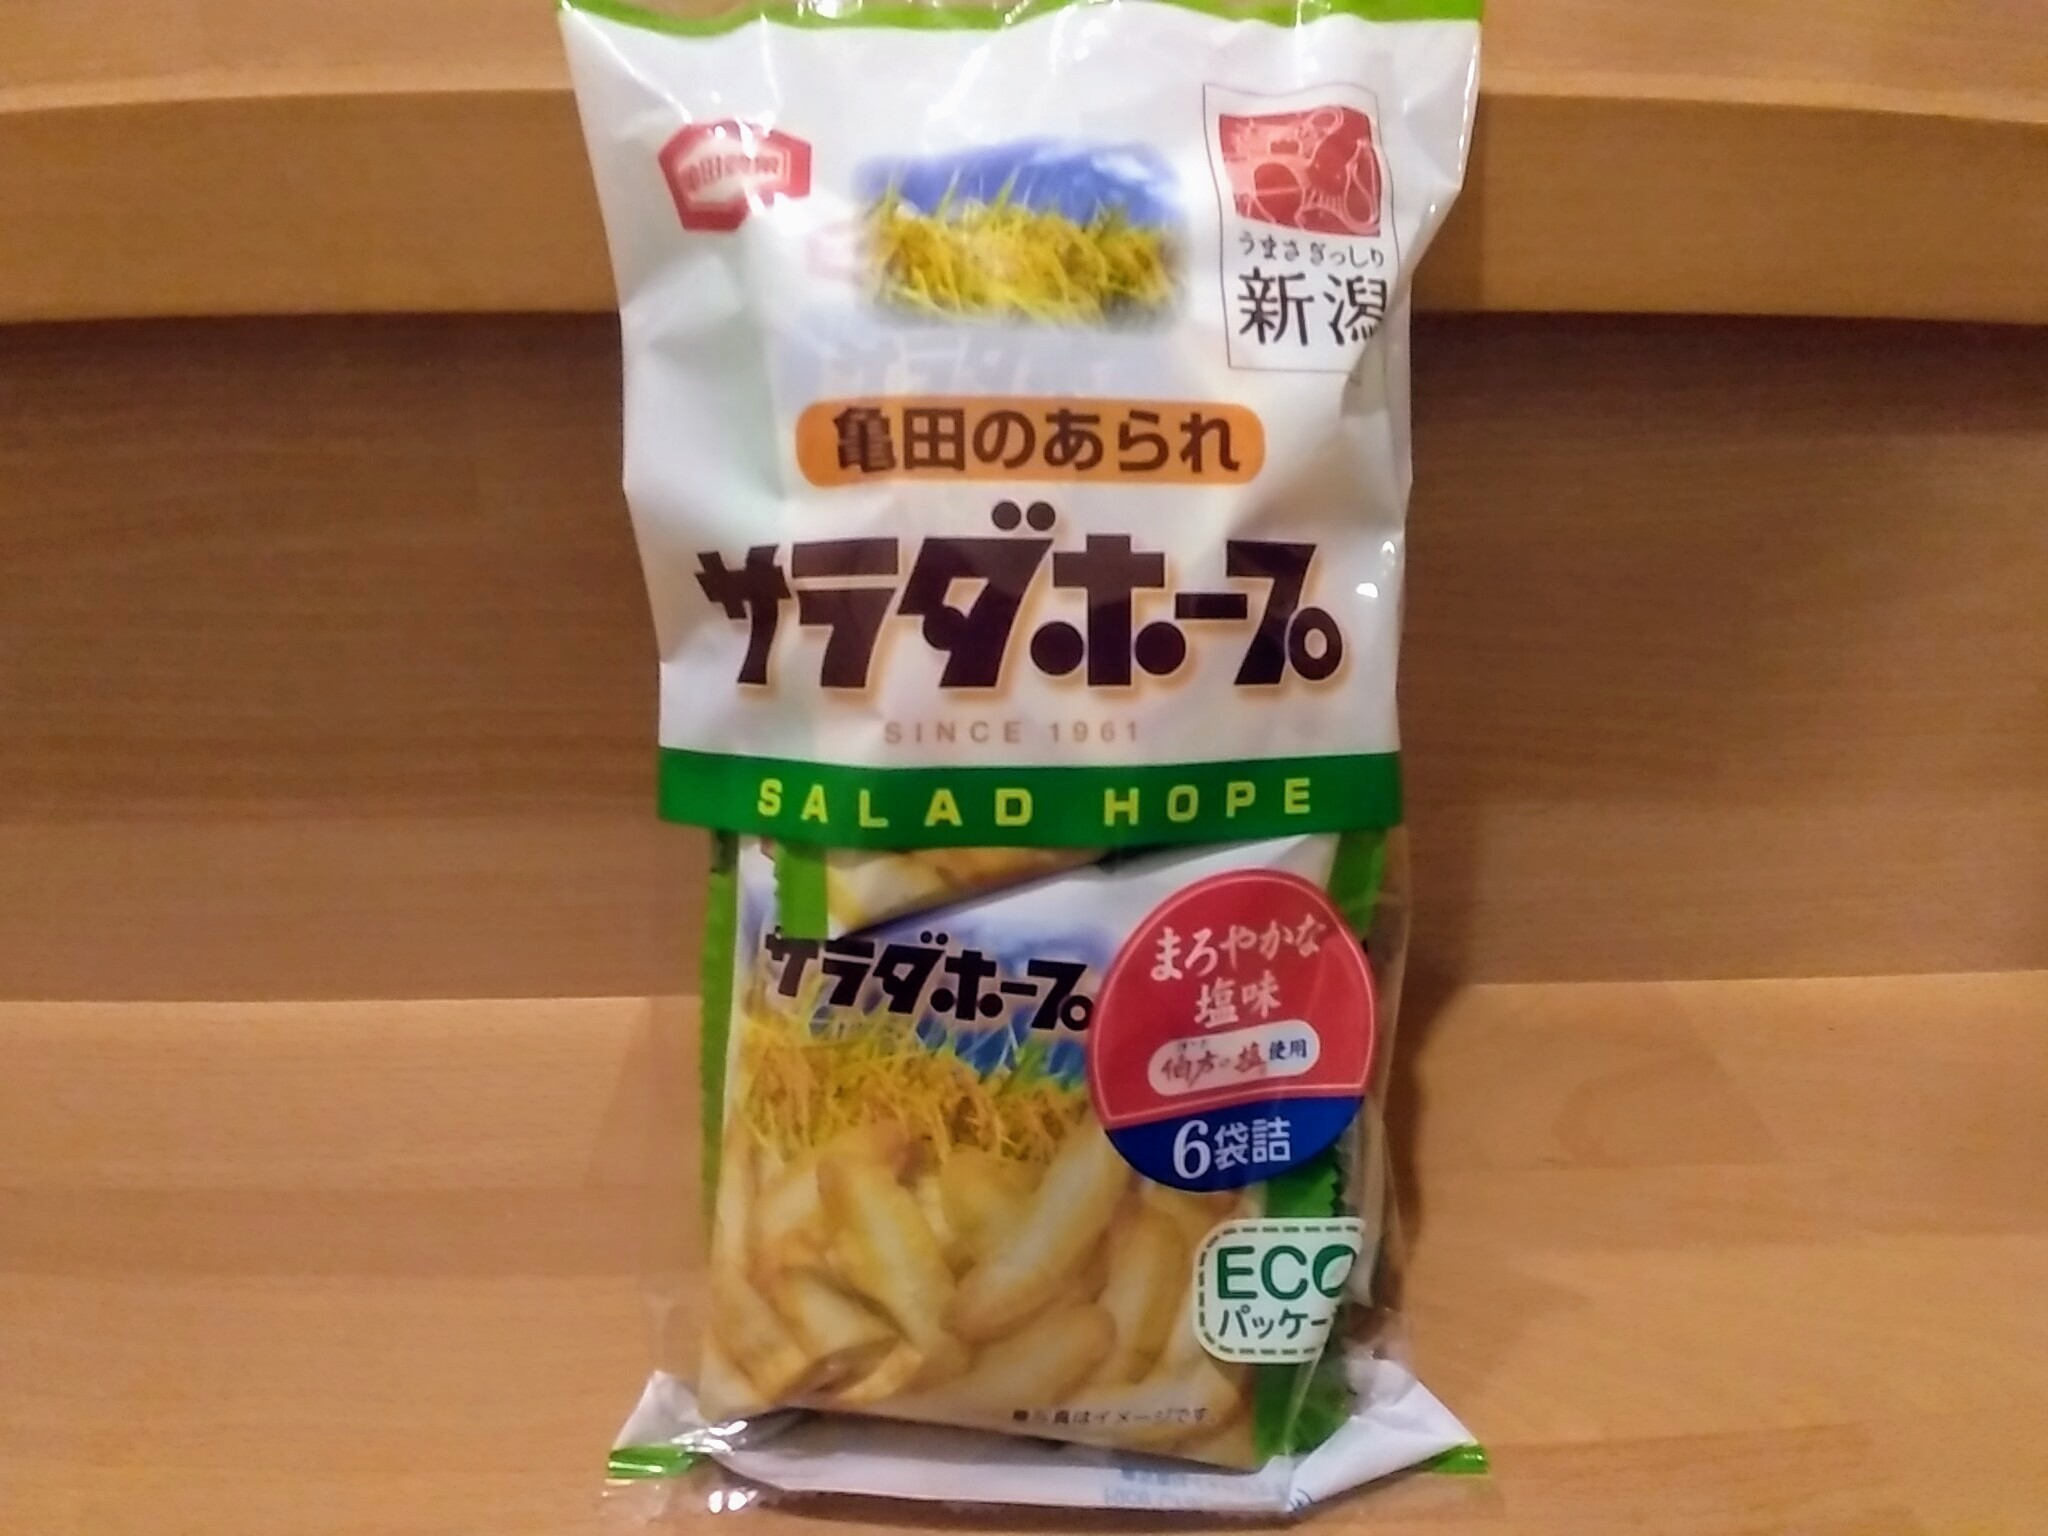 亀田製菓
うまさぎっしり
新潟
亀田のあられ
サラダホープ
SINCE 1961
SALAD HOPE
サラダホープ
まろやかな
塩味
伯方の塩使用
6袋詰
ECO
パッケー
写真はイメージです